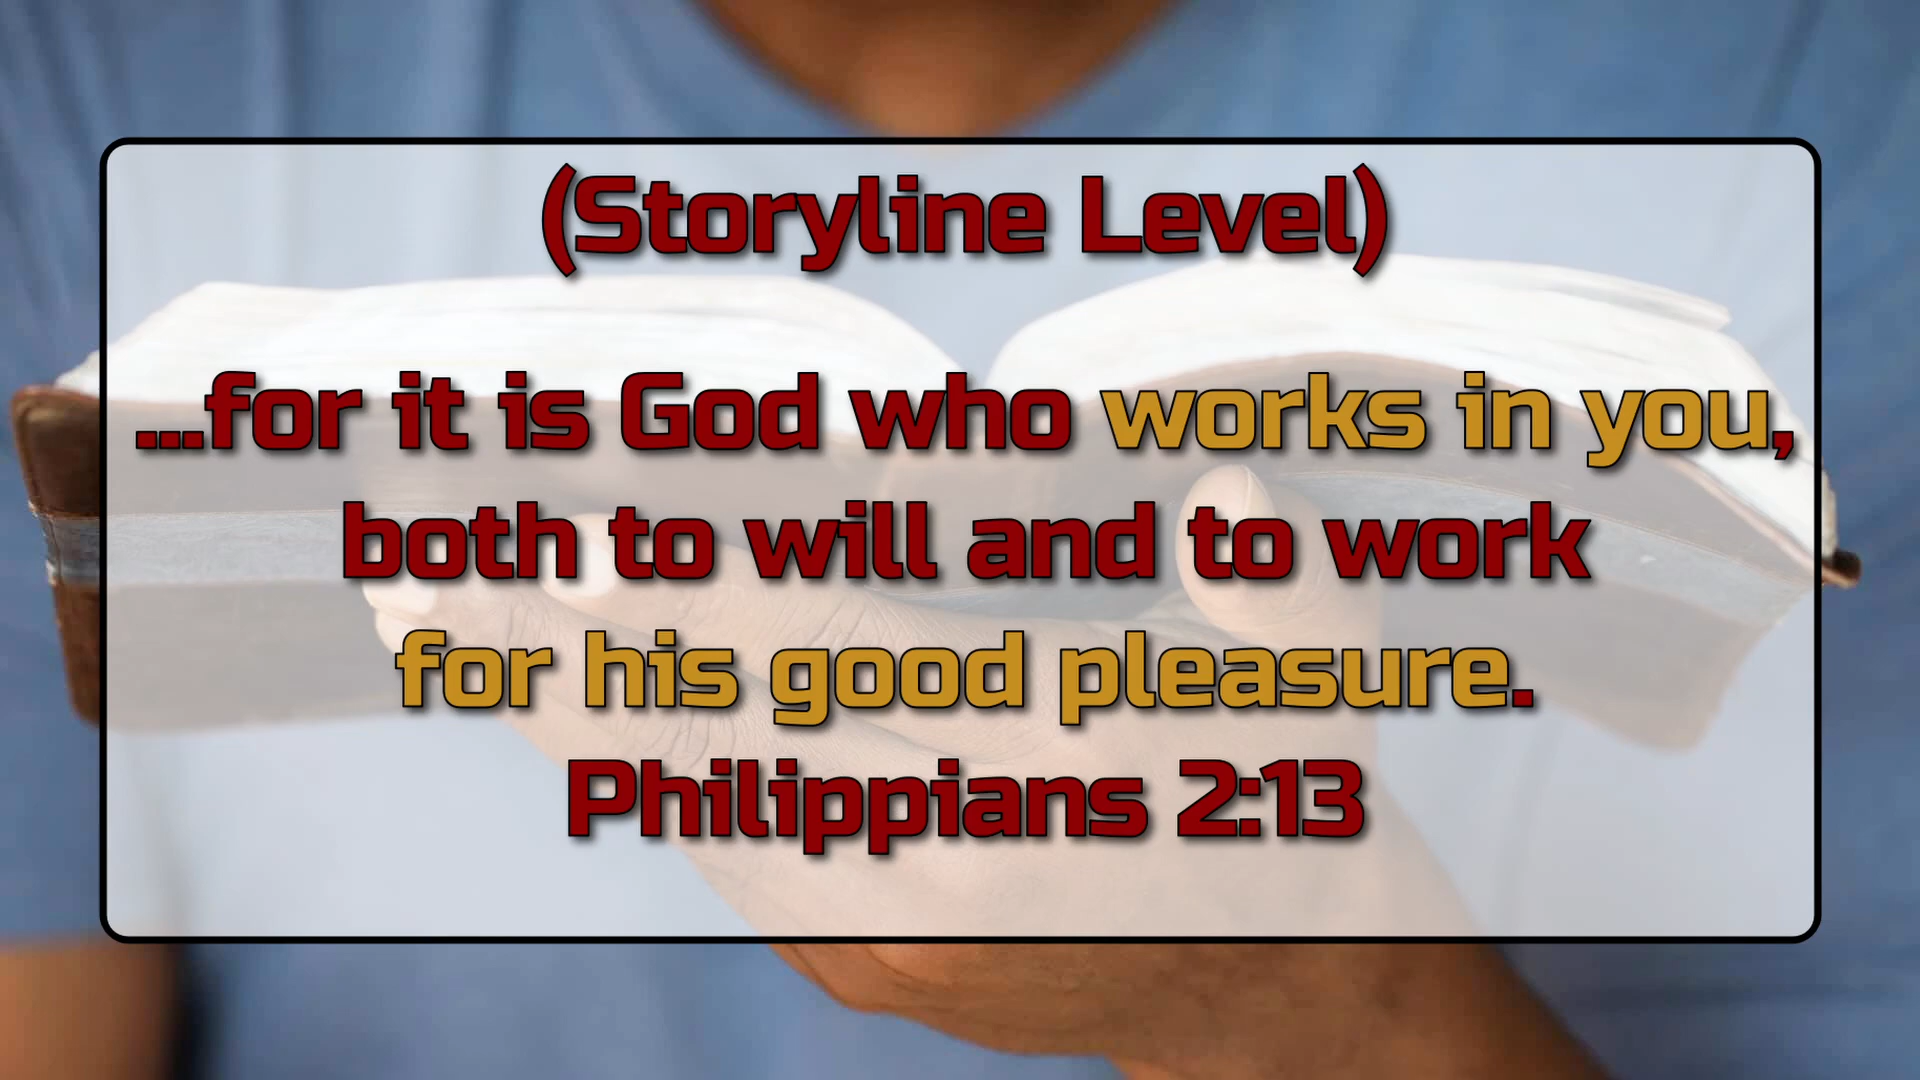 (Storyline Level)
...for it is God who works in you,
both to will and to work
for his good pleasure.
Philippians 2:13